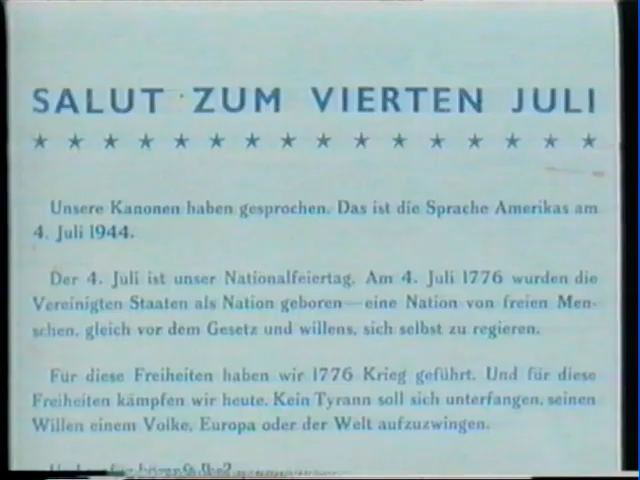 SALUT ZUM VIERTEN JULI
★ ★ ★ ★ ★ ★ ★ ★ ★ ★ ★ ★ ★ ★ ★ ★
Unsere Kanonen haben gesprochen. Das ist die Sprache Amerikas am
4. Juli 1944.
Der 4. Juli ist unser Nationalfeiertag. Am 4. Juli 1776 wurden die
Vereinigten Staaten als Nation geboren—eine Nation von freien Men-
schen, gleich vor dem Gesetz und willens, sich selbst zu regieren.
Für diese Freiheiten haben wir 1776 Krieg geführt. Und für diese
Freiheiten kämpfen wir heute. Kein Tyrann soll sich unterfangen, seinen
Willen einem Volke, Europa oder der Welt aufzuzwingen.